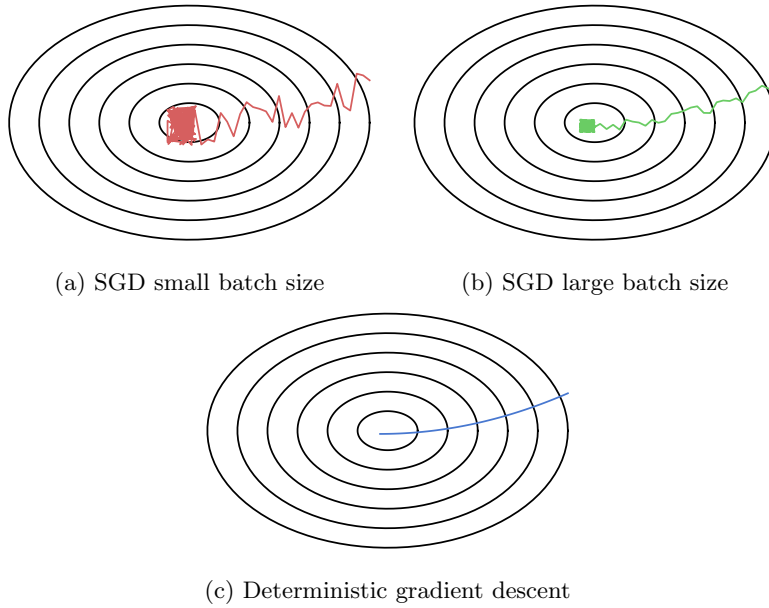 (a) SGD small batch size
(b) SGD large batch size
(c) Deterministic gradient descent